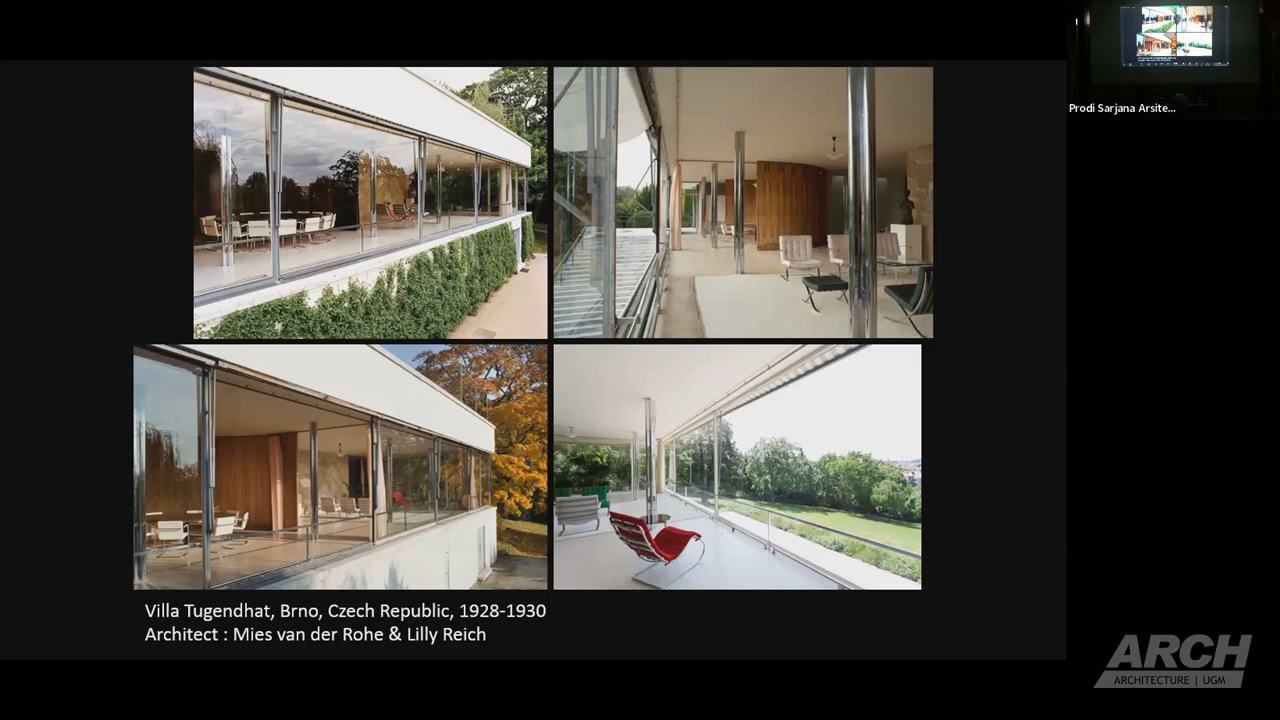 Prodi Sarjana Arsite...
Villa Tugendhat, Brno, Czech Republic, 1928-1930
Architect : Mies van der Rohe & Lilly Reich
ARCH
ARCHITECTURE | UGM